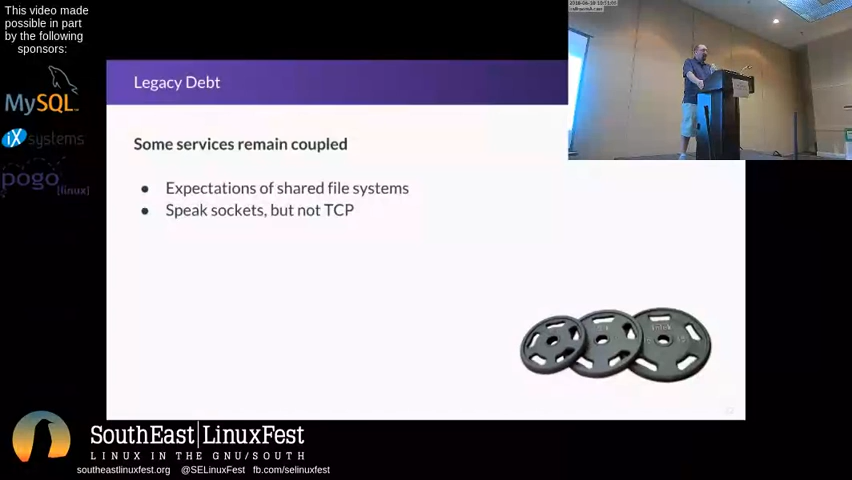 This video made
possible in part
by the following
sponsors:
MySQL
iX systems
pogo
[linux]
Legacy Debt
Some services remain coupled
● Expectations of shared file systems
● Speak sockets, but not TCP
SouthEast|LinuxFest
LINUX IN THE GNU/SOUTH
southeastlinuxfest.org @SELinuxFest fb.com/selinuxfest